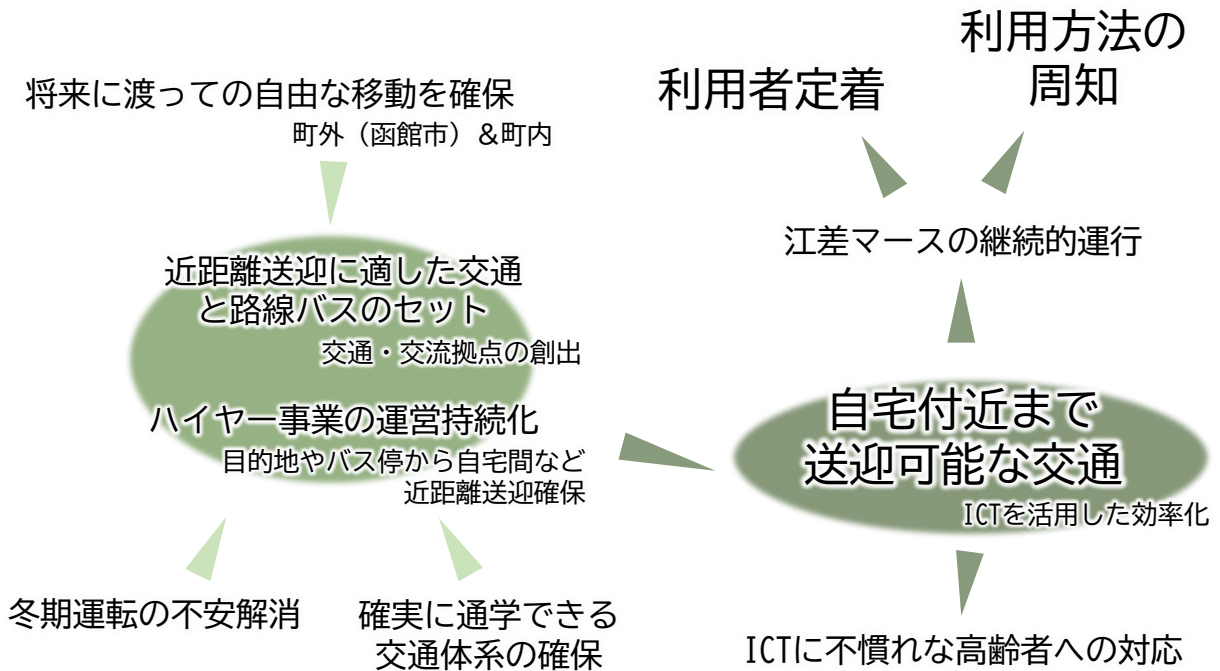 将来に渡っての自由な移動を確保
町外（函館市）＆町内
近距離送迎に適した交通
と路線バスのセット
交通・交流拠点の創出
ハイヤー事業の運営持続化
目的地やバス停から自宅間など
近距離送迎確保
冬期運転の不安解消
確実に通学できる
交通体系の確保
利用者定着
利用方法の
周知
江差マースの継続的運行
自宅付近まで
送迎可能な交通
ICTを活用した効率化
ICTに不慣れな高齢者への対応